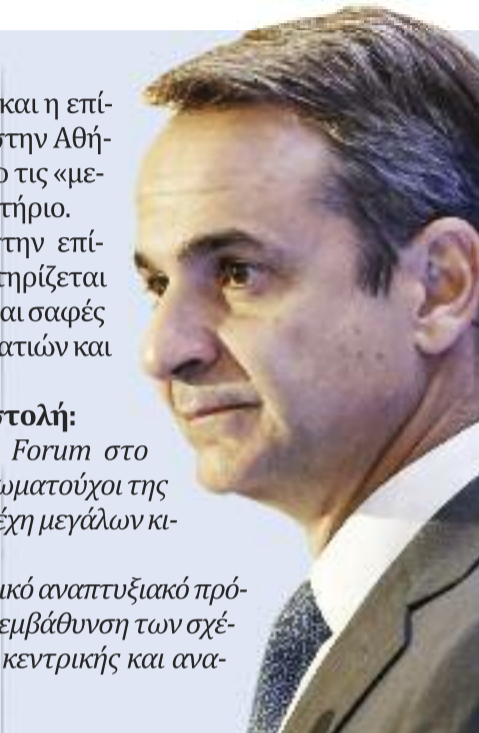 και η επί-
στην Αθή-
ο τις «με-
τήριο.
την επί-
τηρίζεται
αι σαφές
ατιών και
στολή:
Forum στο
ωματούχοι της
έχη μεγάλων κι-
ικό αναπτυξιακό πρό-
εμβάθυνση των σχέ-
κεντρικής και ανα-